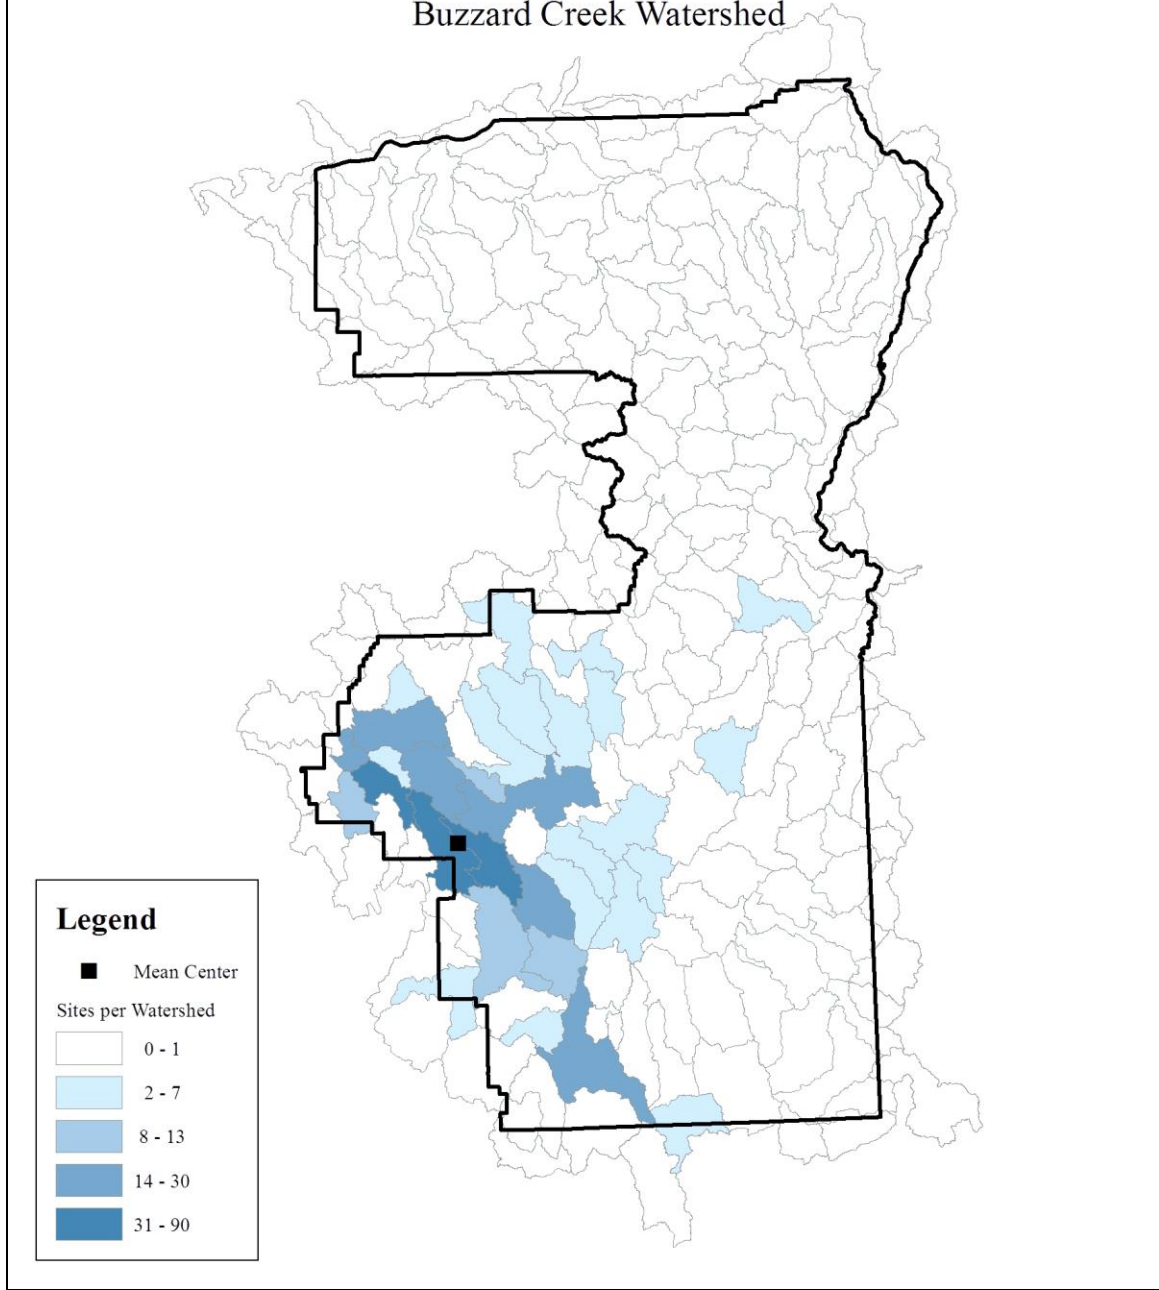 Buzzard Creek Watershed
Legend
Mean Center
Sites per Watershed
0 - 1
2 - 7
8 - 13
14 - 30
31 - 90